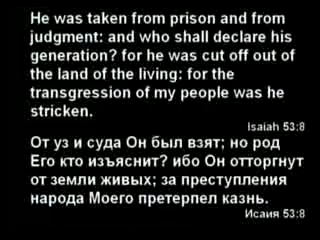 He was taken from prison and from
judgment: and who shall declare his
generation? for he was cut off out of
the land of the living: for the
transgression of my people was he
stricken.
Isaiah 53:8
От уз и суда Он был взят; но род
Его кто изъяснит? ибо Он отторгнут
от земли живых; за преступления
народа Моего претерпел казнь.
Исаия 53:8